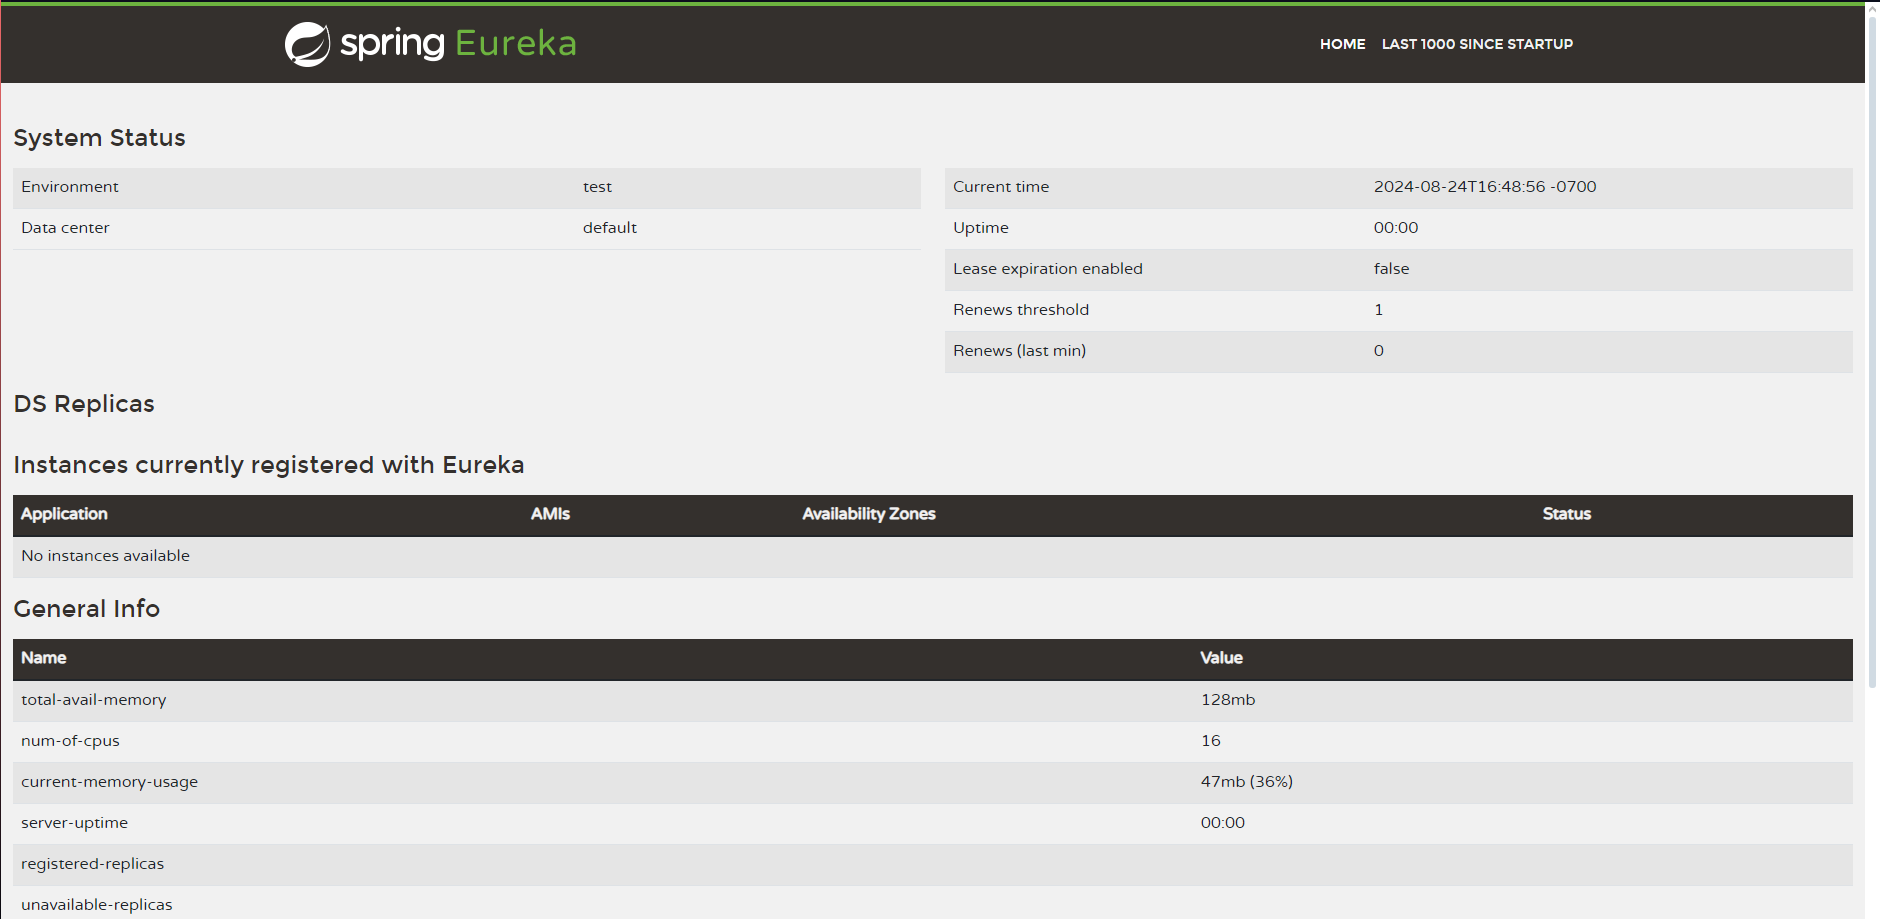 spring Eureka
HOME LAST 1000 SINCE STARTUP
System Status
Environment test
Data center default
Current time 2024-08-24T16:48:56 -0700
Uptime 00:00
Lease expiration enabled false
Renews threshold 1
Renews (last min) 0
DS Replicas
Instances currently registered with Eureka
Application AMIs Availability Zones Status
No instances available
General Info
Name Value
total-avail-memory 128mb
num-of-cpus 16
current-memory-usage 47mb (36%)
server-uptime 00:00
registered-replicas
unavailable-replicas